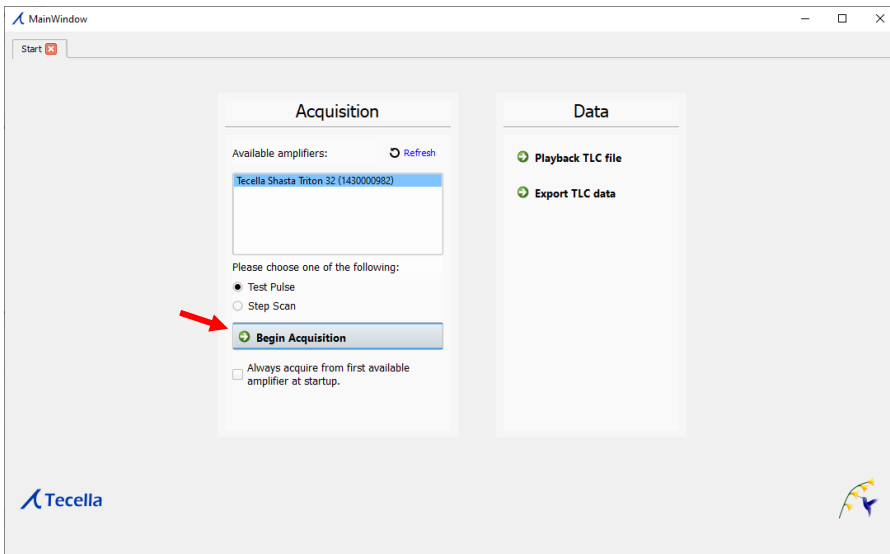 MainWindow
Start
Acquisition
Available amplifiers:
Refresh
Tecella Shasta Triton 32 (1430000982)
Please choose one of the following:
Test Pulse
Step Scan
Begin Acquisition
Always acquire from first available
amplifier at startup.
Data
Playback TLC file
Export TLC data
Tecella